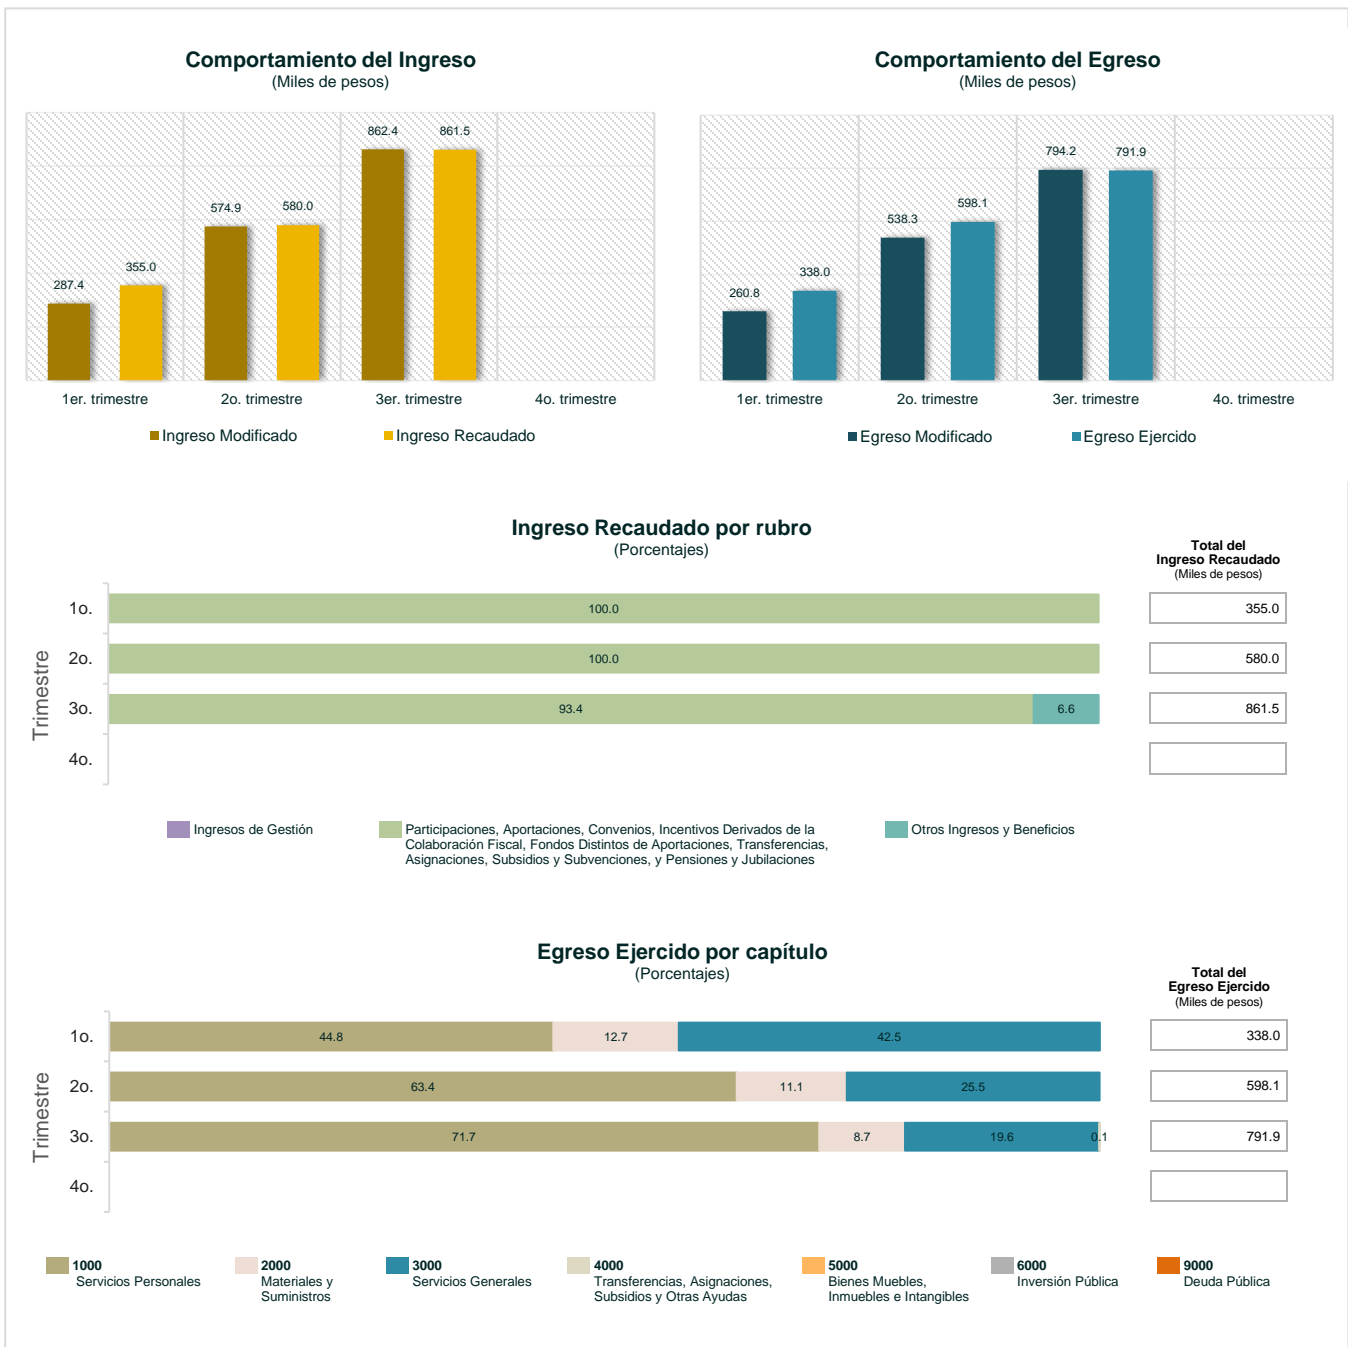 Comportamiento del Ingreso
(Miles de pesos)
862.4
861.5
574.9
580.0
355.0
287.4
1er. trimestre
2o. trimestre
3er. trimestre
4o. trimestre
Ingreso Modificado
Ingreso Recaudado
Comportamiento del Egreso
(Miles de pesos)
794.2
791.9
598.1
538.3
338.0
260.8
1er. trimestre
2o. trimestre
3er. trimestre
4o. trimestre
Egreso Modificado
Egreso Ejercido
Ingreso Recaudado por rubro
(Porcentajes)
Total del
Ingreso Recaudado
(Miles de pesos)
Trimestre
1o.
100.0
355.0
2o.
100.0
580.0
3o.
93.4
6.6
861.5
4o.
Ingresos de Gestión
Participaciones, Aportaciones, Convenios, Incentivos Derivados de la
Colaboración Fiscal, Fondos Distintos de Aportaciones, Transferencias,
Asignaciones, Subsidios y Subvenciones, y Pensiones y Jubilaciones
Otros Ingresos y Beneficios
Egreso Ejercido por capítulo
(Porcentajes)
Total del
Egreso Ejercido
(Miles de pesos)
Trimestre
1o.
44.8
12.7
42.5
338.0
2o.
63.4
11.1
25.5
598.1
3o.
71.7
8.7
19.6
0.1
791.9
4o.
1000
Servicios Personales
2000
Materiales y
Suministros
3000
Servicios Generales
4000
Transferencias, Asignaciones,
Subsidios y Otras Ayudas
5000
Bienes Muebles,
Inmuebles e Intangibles
6000
Inversión Pública
9000
Deuda Pública